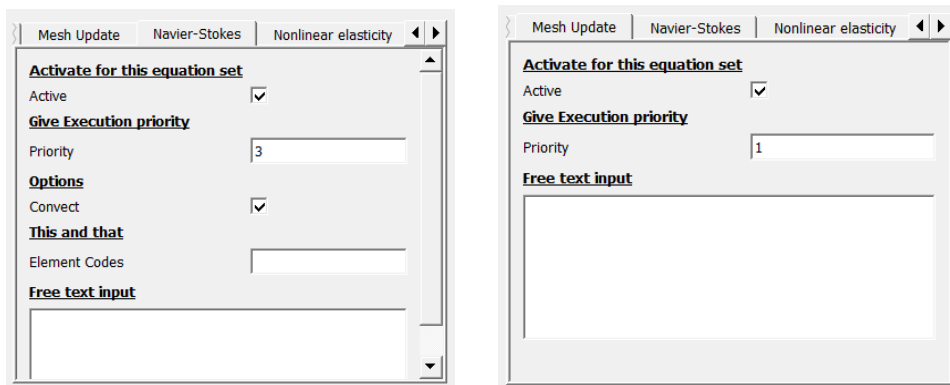 Mesh Update Navier-Stokes Nonlinear elasticity
Activate for this equation set
Active
Give Execution priority
Priority 3
Options
Convect
This and that
Element Codes
Free text input
Mesh Update Navier-Stokes Nonlinear elasticity
Activate for this equation set
Active
Give Execution priority
Priority 1
Free text input